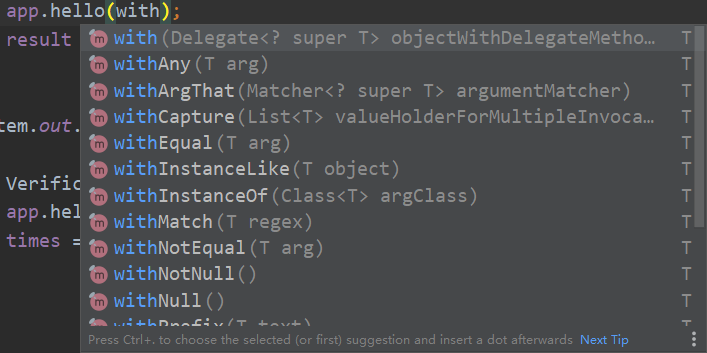 app.hello(with);
result
with(Delegate<? super T> objectWithDelegateMetho… T
withAny(T arg) T
withArgThat(Matcher<? super T> argumentMatcher) T
tem.out.
withCapture(List<T> valueHolderForMultipleInvoca… T
withEqual(T arg) T
withInstanceLike(T object) T
Verific
withInstanceOf(Class<T> argClass) T
app.hel
withMatch(T regex) T
times =
withNotEqual(T arg) T
withNotNull() T
withNull() T
withPrefix(T text) T
Press Ctrl+. to choose the selected (or first) suggestion and insert a dot afterwards Next Tip